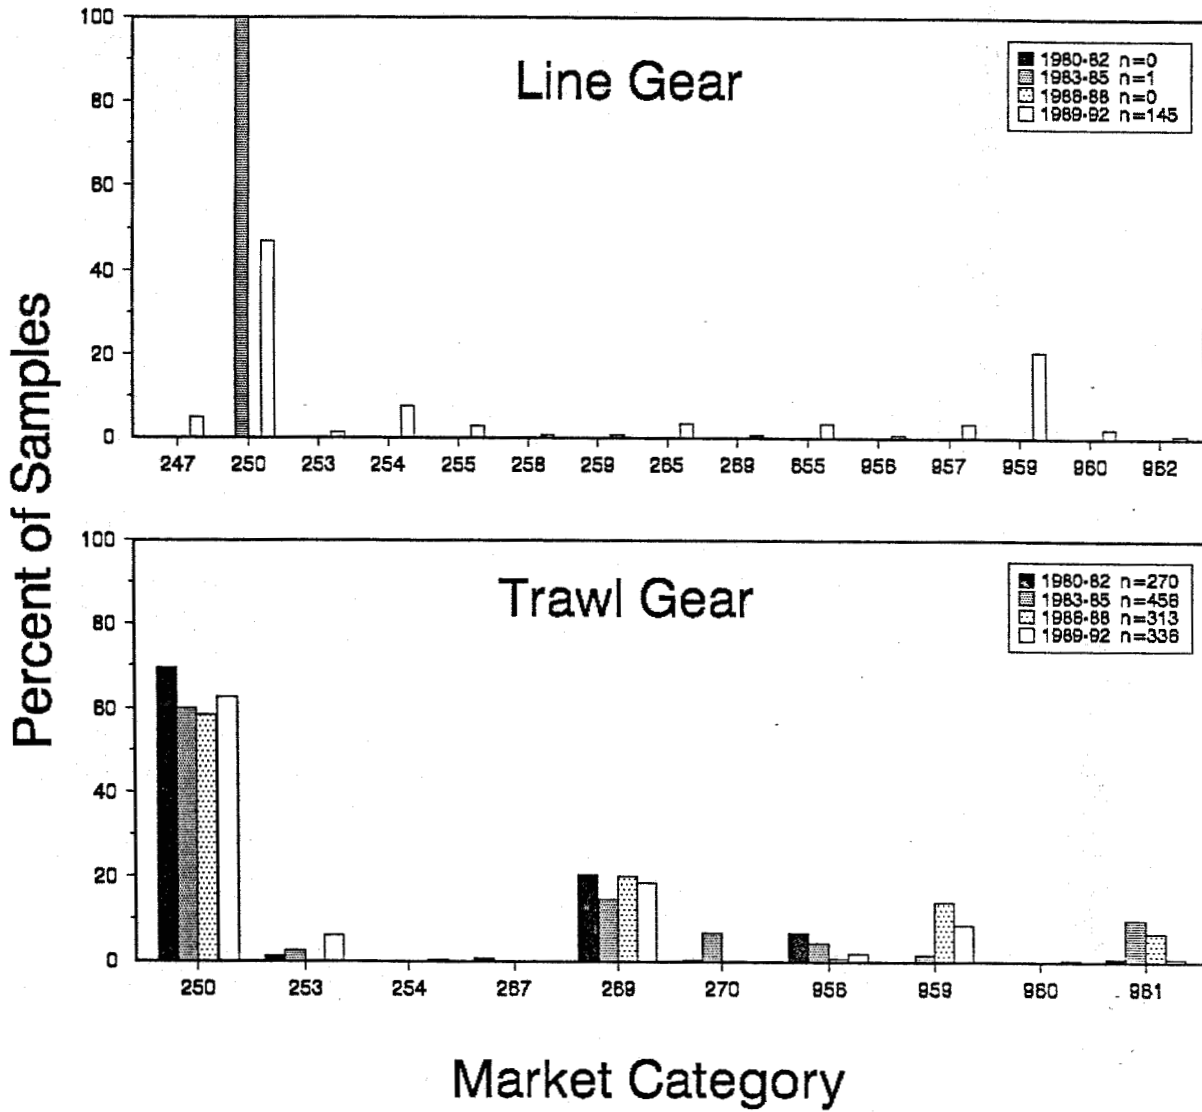 Percent of Samples
Line Gear
1980-82 n=0
1983-85 n=1
1986-88 n=0
1989-92 n=145
100
80
60
40
20
0
247 250 253 254 255 258 259 265 269 655 956 957 959 960 962
Trawl Gear
1980-82 n=270
1983-85 n=456
1986-88 n=313
1989-92 n=336
100
80
60
40
20
0
250 253 254 267 269 270 956 959 960 961
Market Category